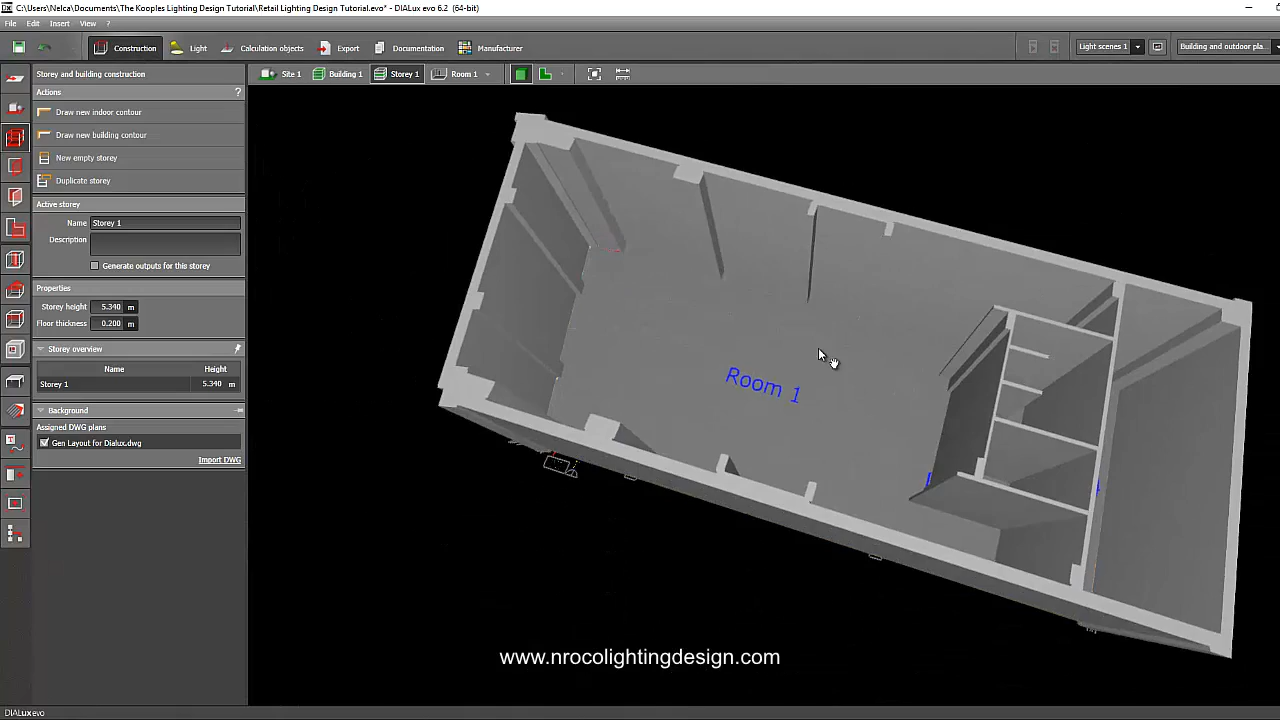 C:\Users\Nelca\Documents\The Kooples Lighting Design Tutorial\Retail Lighting Design Tutorial.evo* - DIALux evo 6.2 (64-bit)
File Edit Insert View ?
Construction Light Calculation objects Export Documentation Manufacturer Light scenes 1 Building and outdoor pla...
Storey and building construction Site 1 Building 1 Storey 1 Room 1
Actions ?
Draw new indoor contour
Draw new building contour
New empty storey
Duplicate storey
Active storey
Name Storey 1
Description
Generate outputs for this storey
Properties
Storey height 5.340 m
Floor thickness 0.200 m
Storey overview
Name Height
Storey 1 5.340 m
Background
Assigned DWG plans
Gen Layout for Dialux.dwg
Import DWG
Room 1
www.nrocolightingdesign.com
DIALux evo